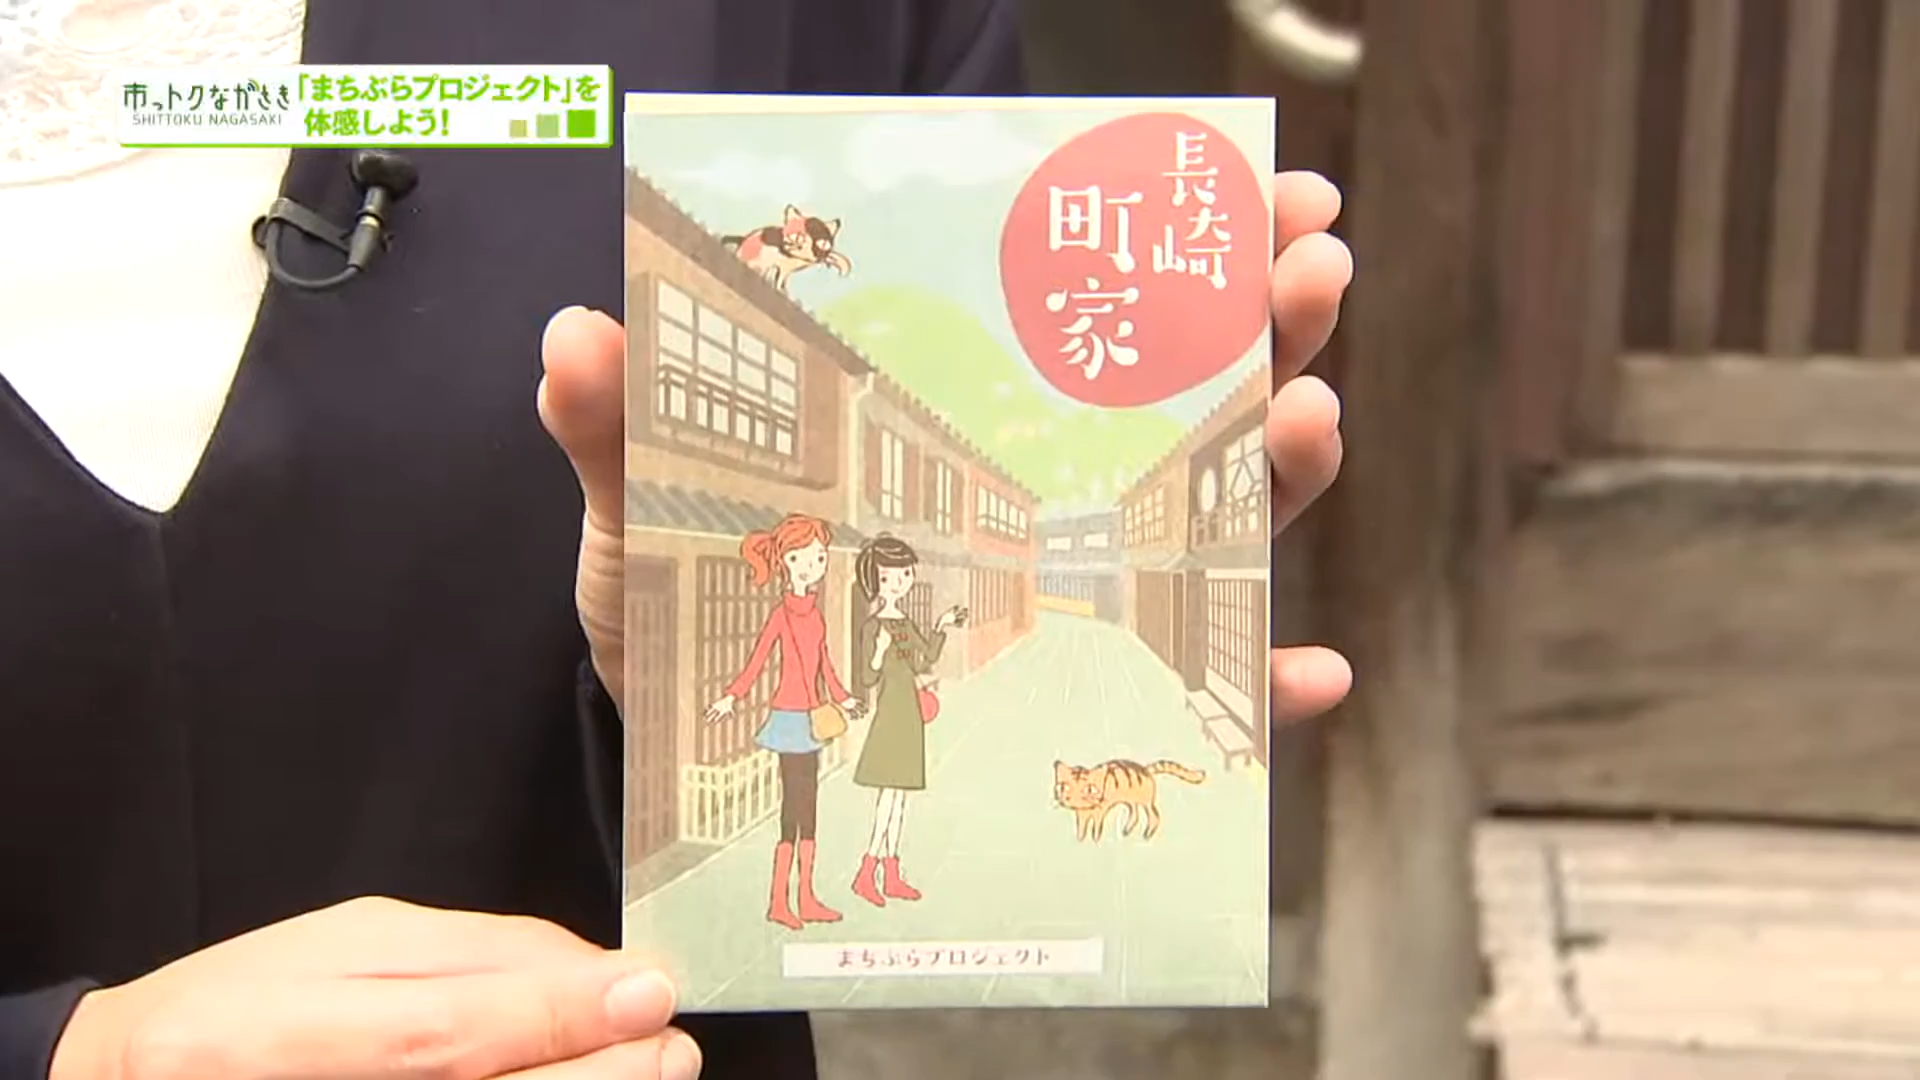 市っトクながさき
SHITTOKU NAGASAKI
「まちぶらプロジェクト」を
体感しよう!
長崎
町家
まちぶらプロジェクト